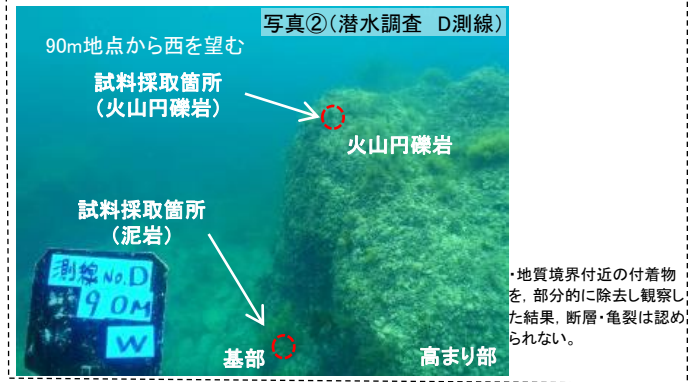 写真②(潜水調査 D測線)
90m地点から西を望む
試料採取箇所
(火山円礫岩)
火山円礫岩
試料採取箇所
(泥岩)
測線 No.D
90M
W
基部
高まり部
・地質境界付近の付着物
を, 部分的に除去し観察し
た結果, 断層・亀裂は認め
られない。